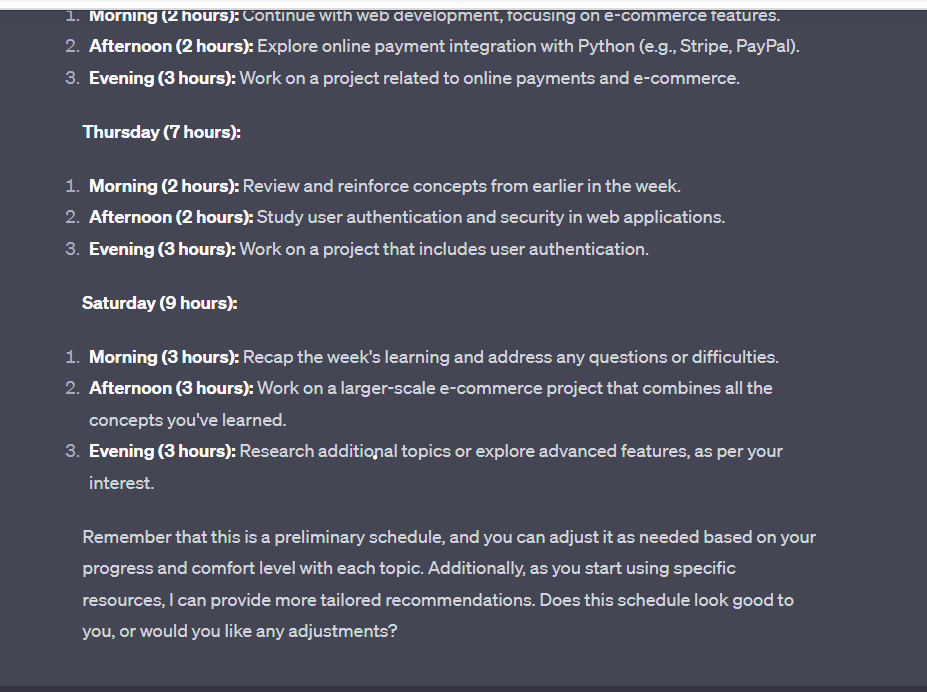 1. Morning (2 hours): Continue with web development, focusing on e-commerce features.
2. Afternoon (2 hours): Explore online payment integration with Python (e.g., Stripe, PayPal).
3. Evening (3 hours): Work on a project related to online payments and e-commerce.
Thursday (7 hours):
1. Morning (2 hours): Review and reinforce concepts from earlier in the week.
2. Afternoon (2 hours): Study user authentication and security in web applications.
3. Evening (3 hours): Work on a project that includes user authentication.
Saturday (9 hours):
1. Morning (3 hours): Recap the week's learning and address any questions or difficulties.
2. Afternoon (3 hours): Work on a larger-scale e-commerce project that combines all the
concepts you've learned.
3. Evening (3 hours): Research additional topics or explore advanced features, as per your
interest.
Remember that this is a preliminary schedule, and you can adjust it as needed based on your
progress and comfort level with each topic. Additionally, as you start using specific
resources, I can provide more tailored recommendations. Does this schedule look good to
you, or would you like any adjustments?